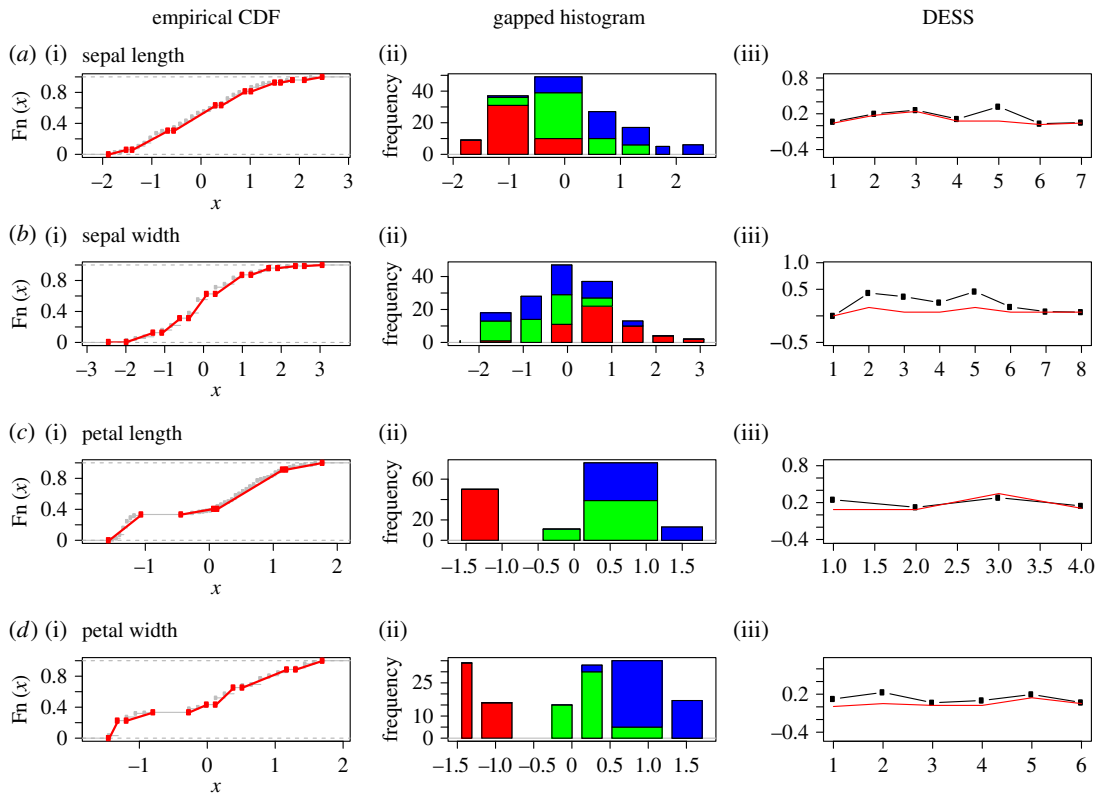 empirical CDF gapped histogram DESS
(a) (i) sepal length (ii) (iii)
Fn (x)
0.8
0.4
0
−2 −1 0 1 2 3
x
frequency
40
20
0
−2 −1 0 1 2
0.8
0.2
−0.4
1 2 3 4 5 6 7
(b) (i) sepal width (ii) (iii)
Fn (x)
0.8
0.4
0
−3 −2 −1 0 1 2 3
x
frequency
40
20
0
−2 −1 0 1 2 3
1.0
0.5
−0.5
1 2 3 4 5 6 7 8
(c) (i) petal length (ii) (iii)
Fn (x)
0.8
0.4
0
−1 0 1 2
x
frequency
60
20
0
−1.5 −1.0 −0.5 0 0.5 1.0 1.5
0.8
0.2
−0.4
1.0 1.5 2.0 2.5 3.0 3.5 4.0
(d) (i) petal width (ii) (iii)
Fn (x)
0.8
0.4
0
−1 0 1 2
x
frequency
25
15
0
−1.5 −1.0 −0.5 0 0.5 1.0 1.5
0.2
−0.4
1 2 3 4 5 6